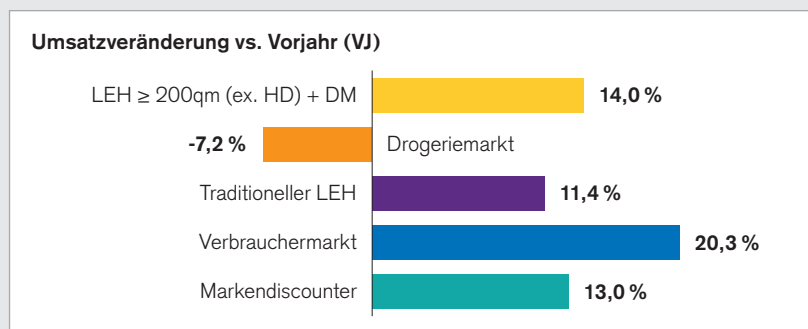 Umsatzveränderung vs. Vorjahr (VJ)
LEH ≥ 200qm (ex. HD) + DM 14,0 %
-7,2 % Drogeriemarkt
Traditioneller LEH 11,4 %
Verbrauchermarkt 20,3 %
Markendiscounter 13,0 %